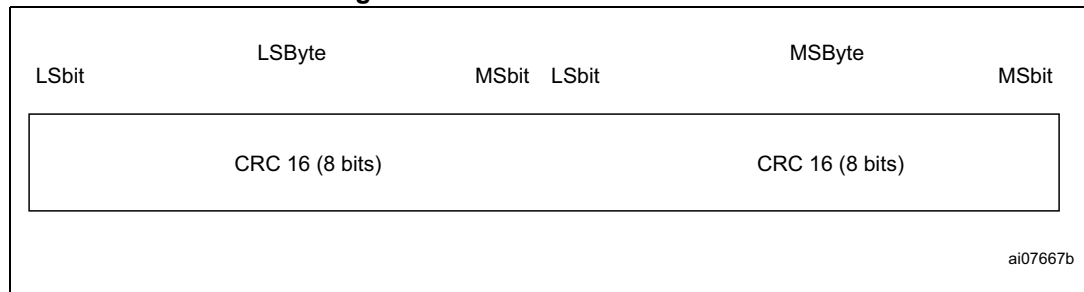 LSByte MSByte
LSbit MSbit LSbit MSbit
CRC 16 (8 bits) CRC 16 (8 bits)
ai07667b